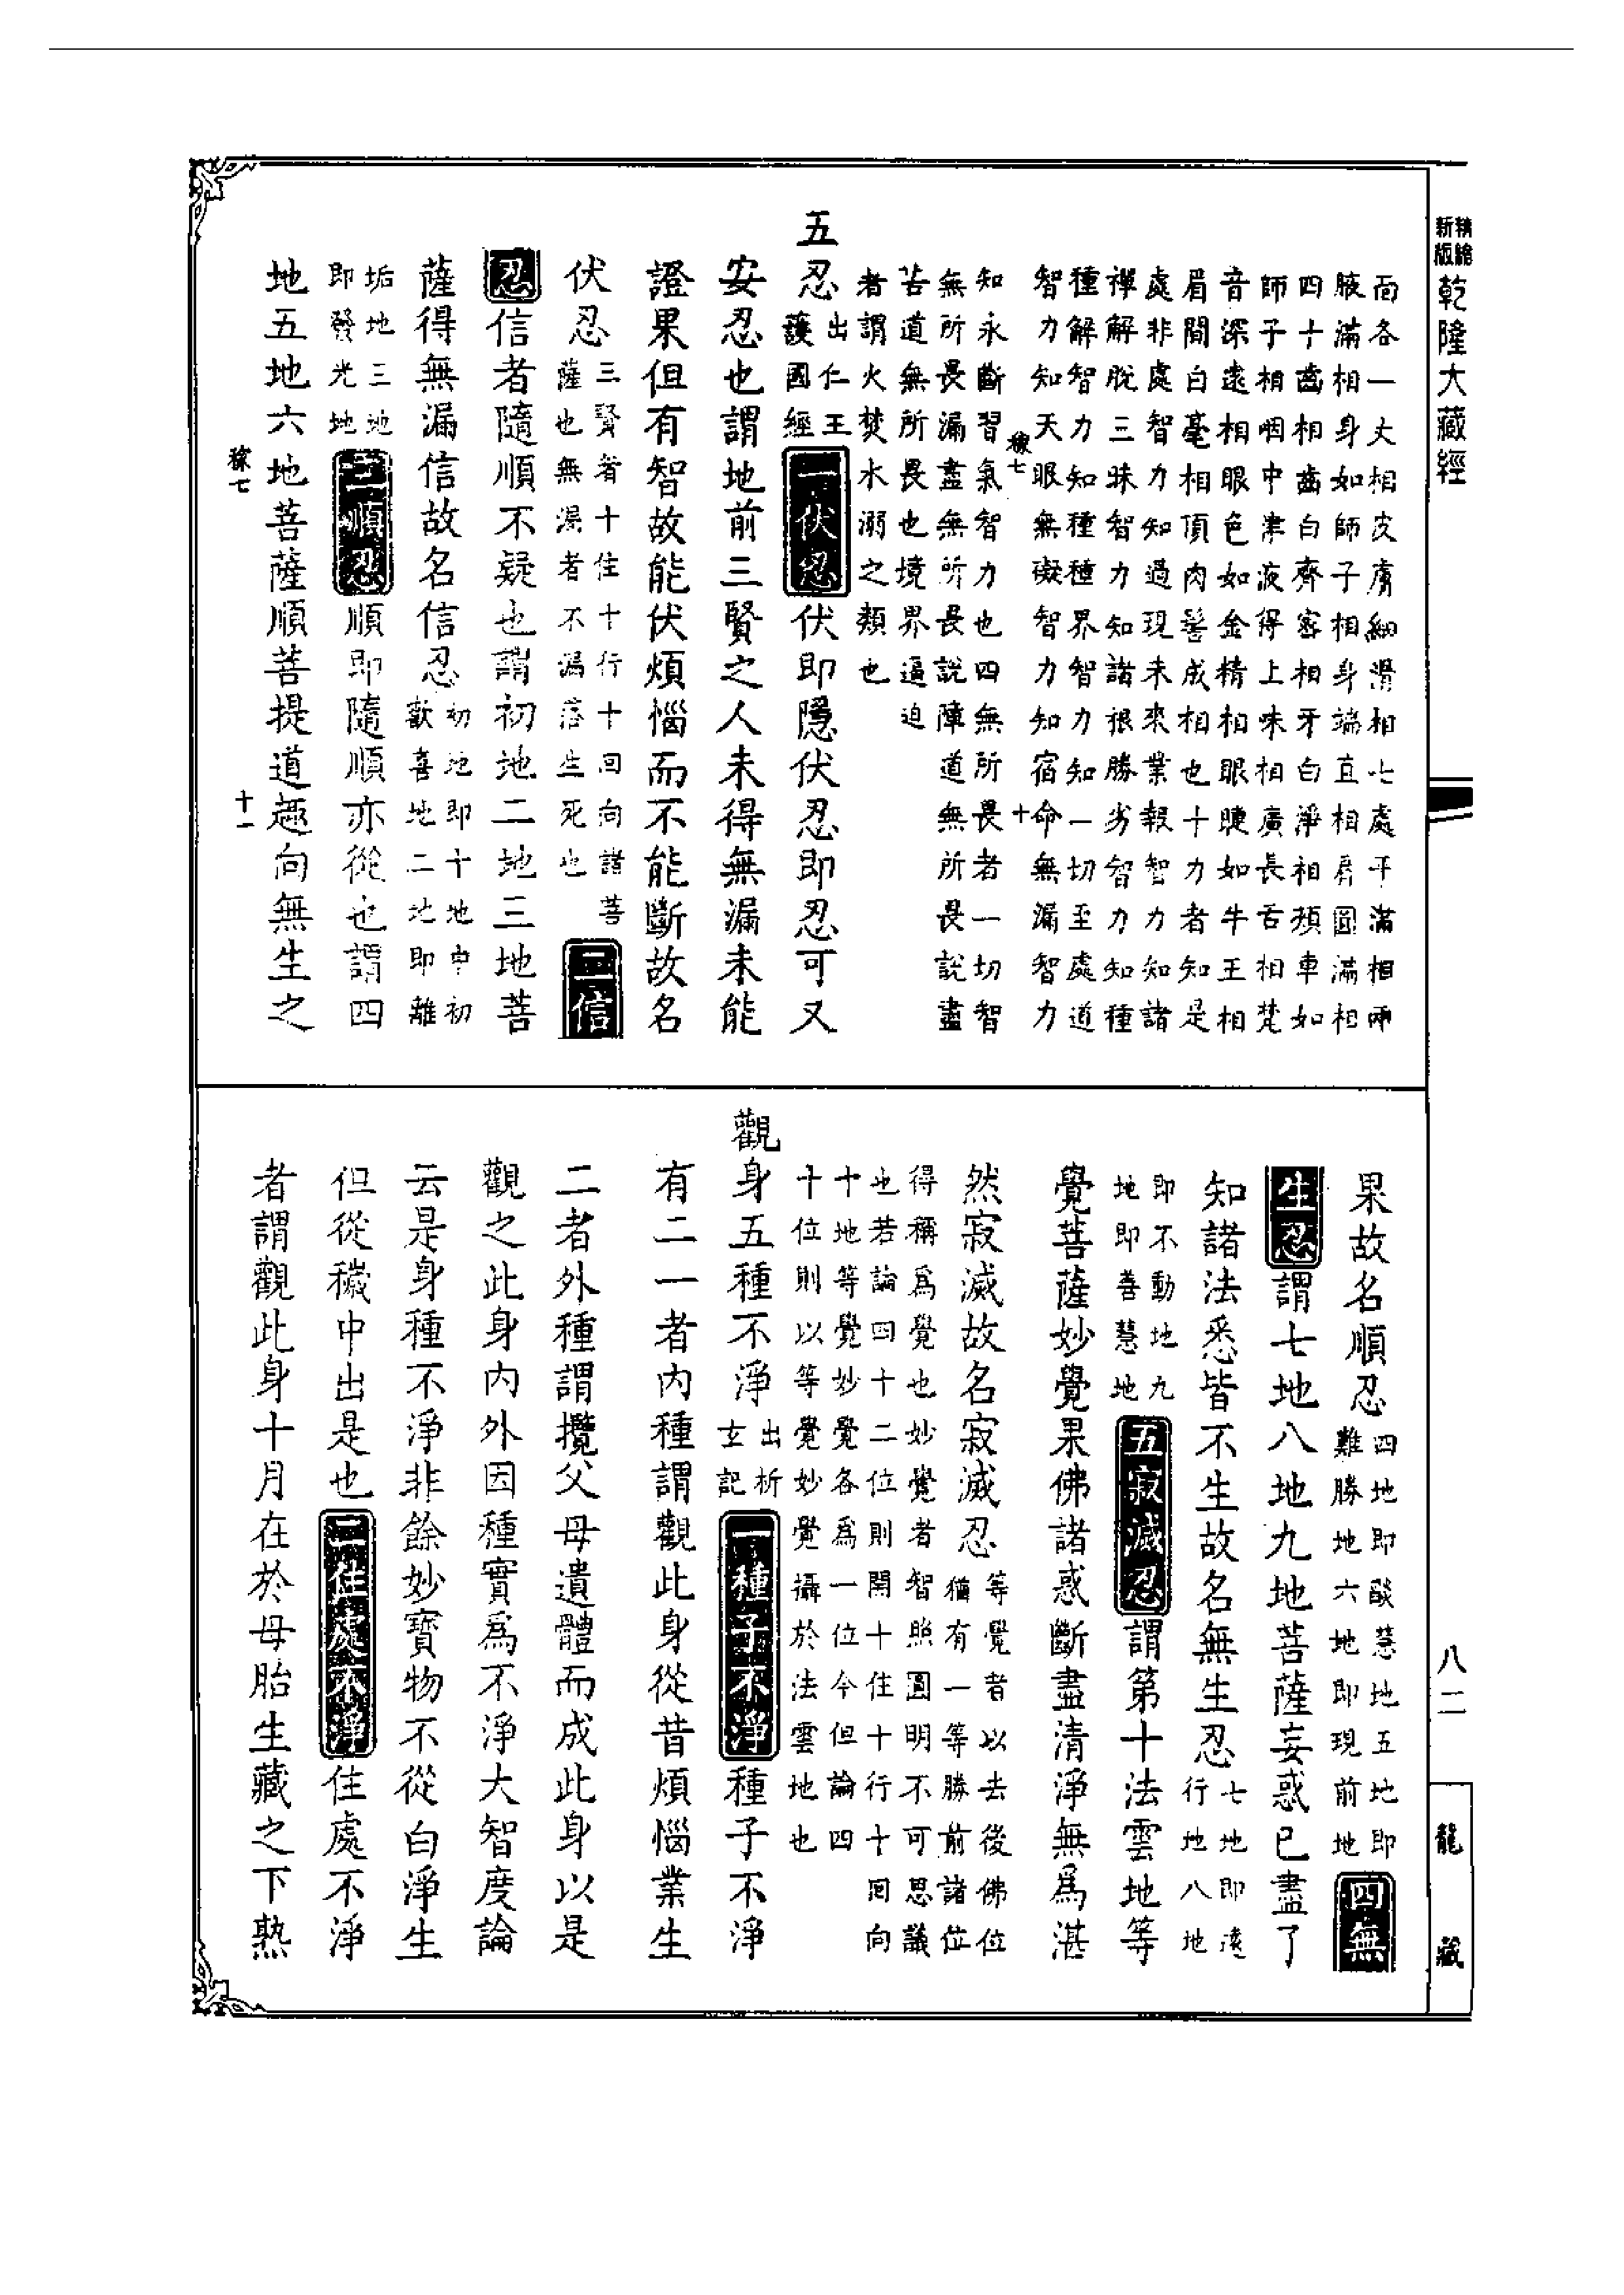 新版精繪乾隆大藏經
面各一丈相皮膚細滑相七處平滿相兩
腋滿相身如師子相身端直相肩圓滿相
四十齒相齒白齊密相牙白淨相頰車如
師子相咽中津液得上味相廣長舌相梵
音深遠相眼色如金精相眼睫如牛王相
眉間白毫相頂肉髻成相也十力者知是
處非處智力知過現未來業報智力知諸
禪解脫三昧智力知諸根勝劣智力知種
種解智力知種種界智力知一切至處道
智力知天眼無礙智力知宿命無漏智力
稼七
十
知永斷習氣智力也四無所畏者一切智
無所畏漏盡無所畏說障道無所畏說盡
苦道無所畏也境界逼迫
者謂火焚水溺之類也
五忍出仁王護國經一伏忍伏即隱伏忍即忍可又
安忍也謂地前三賢之人未得無漏未能
證果但有智故能伏煩惱而不能斷故名
伏忍三賢者十住十行十回向諸菩薩也無漏者不漏落生死也二信
忍信者隨順不疑也謂初地二地三地菩
薩得無漏信故名信忍初地即十地中初歡喜地二地即離
垢地三地即發光地三順忍順即隨順順亦從也謂四
地五地六地菩薩順菩提道趣向無生之
稼七
十一
果故名順忍四地即燄慧地五地即難勝地六地即現前地四無
生忍謂七地八地九地菩薩妄惑已盡了
知諸法悉皆不生故名無生忍七地即遠行地八地
即不動地九地即善慧地五寂滅忍謂第十法雲地等
覺菩薩妙覺果佛諸惑斷盡清淨無爲湛
然寂滅故名寂滅忍等覺者以去後佛位猶有一等勝前諸位
得稱爲覺也妙覺者智照圓明不可思議
也若論四十二位則開十住十行十回向
十地等覺妙覺各爲一位今但論四
十位則以等覺妙覺攝於法雲地也
觀身五種不淨出析玄記一種子不淨種子不淨
有二一者內種謂觀此身從昔煩惱業生
二者外種謂攬父母遺體而成此身以是
觀之此身內外因種實爲不淨大智度論
云是身種不淨非餘妙寶物不從白淨生
但從穢中出是也二住處不淨住處不淨
者謂觀此身十月在於母胎生藏之下熟
八二
龍藏